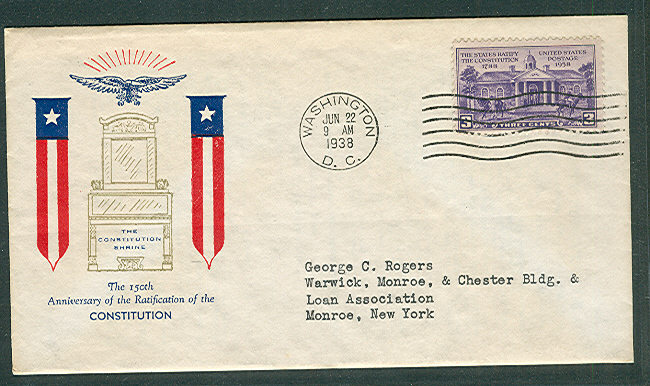 THE STATES RATIFY
THE CONSTITUTION
1788
UNITED STATES
POSTAGE
1938
THREE CENTS
WASHINGTON
JUN 22
9 AM
1938
D. C.
THE
CONSTITUTION
SHRINE
The 150th
Anniversary of the Ratification of the
CONSTITUTION
George C. Rogers
Warwick, Monroe, & Chester Bldg. &
Loan Association
Monroe, New York